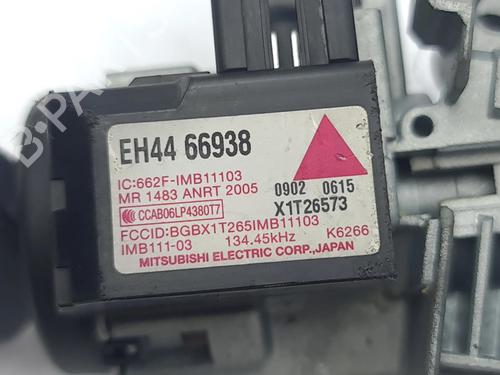 B-PARTS
EH44 66938
IC:662F-IMB11103
MR 1483 ANRT 2005 0902 0615
CCAB06LP4380T7 X1T26573
FCCID:BGBX1T265IMB11103
IMB111-03 134.45kHz K6266
MITSUBISHI ELECTRIC CORP.,JAPAN